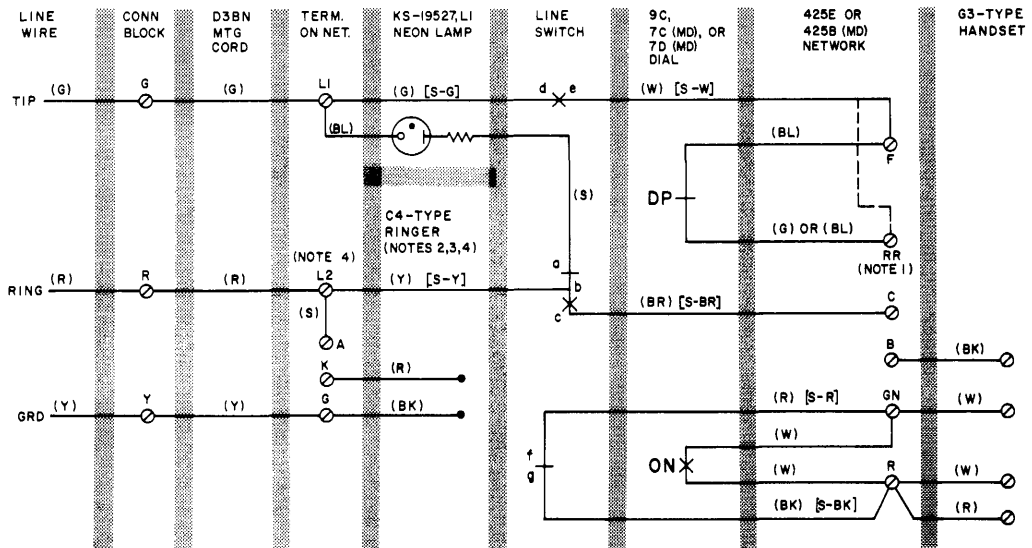 LINE WIRE
CONN BLOCK
D3BN MTG CORD
TERM. ON NET.
KS-19527, LI NEON LAMP
LINE SWITCH
9C, 7C (MD), OR 7D (MD) DIAL
425E OR 425B (MD) NETWORK
G3-TYPE HANDSET
TIP (G) G (G) L1 (G) [S-G] d e (W) [S-W]
(BL) (BL)
F
(S)
DP
C4-TYPE RINGER (NOTES 2,3,4)
(G) OR (BL)
RR (NOTE 1)
(NOTE 4)
a
RING (R) R (R) L2 (Y) [S-Y] b
c (BR) [S-BR] C
(S)
A
B (BK)
K (R)
GRD (Y) Y (Y) G (BK)
(R) [S-R] GN (W)
(W)
f
g
ON
(W) R (W)
(BK) [S-BK] (R)